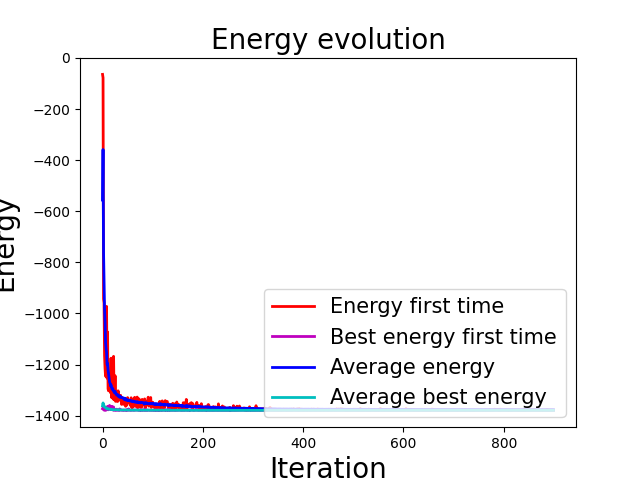 Energy evolution
Energy
0
−200
−400
−600
−800
−1000
−1200
−1400
Energy first time
Best energy first time
Average energy
Average best energy
0
200
400
600
800
Iteration